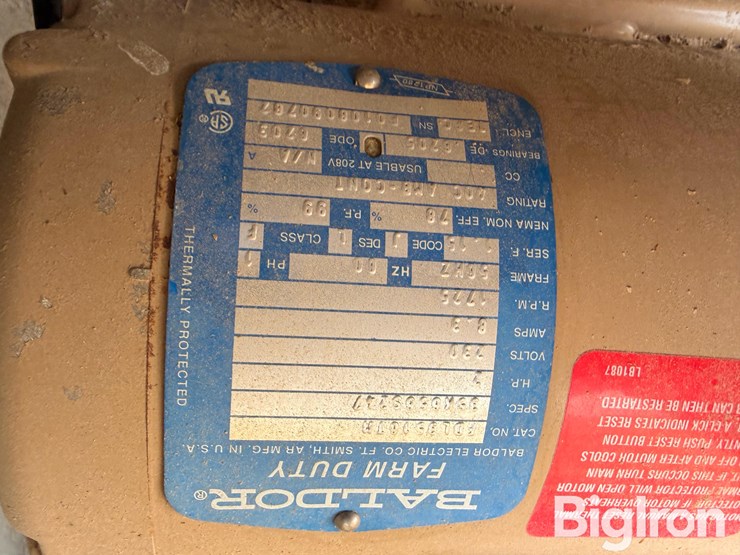 BALDOR®
FARM DUTY
BALDOR ELECTRIC CO. FT. SMITH, AR MFG. IN U.S.A.
CAT. NO.
SPEC.
H.P.
VOLTS 230
AMPS
R.P.M. 1725
FRAME 56HZ HZ 60 PH 1
SER. F. 1.15 CODE J DES L CLASS F
NEMA NOM. EFF. 78 % P.F. 99 %
RATING 40C AMB-CONT
CC USABLE AT 208V N/A A
BEARINGS DE 6205 ODE 6203
ENCL. SN F0108090787
THERMALLY PROTECTED
NP1280
MOTOR OVERHEATS
PROTECTOR WILL OPEN MOTOR
IF THIS OCCURS TURN MAIN
OFF AND AFTER MOTOR COOLS
PUSH RESET BUTTON
A CLICK INDICATES RESET
CAN THEN BE RESTARTED.
LB1087
BigIron